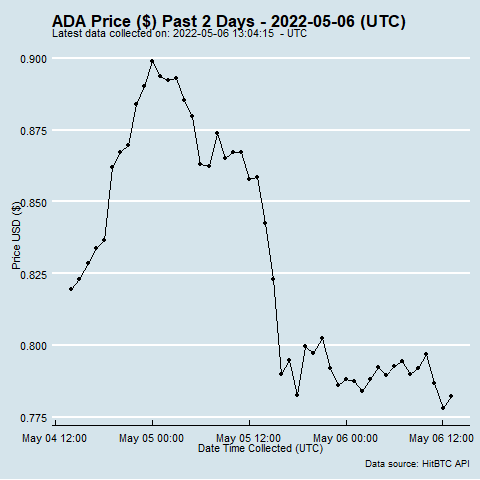 ADA Price ($) Past 2 Days - 2022-05-06 (UTC)
Latest data collected on: 2022-05-06 13:04:15 - UTC
Price USD ($)
0.900
0.875
0.850
0.825
0.800
0.775
May 04 12:00
May 05 00:00
May 05 12:00
May 06 00:00
May 06 12:00
Date Time Collected (UTC)
Data source: HitBTC API